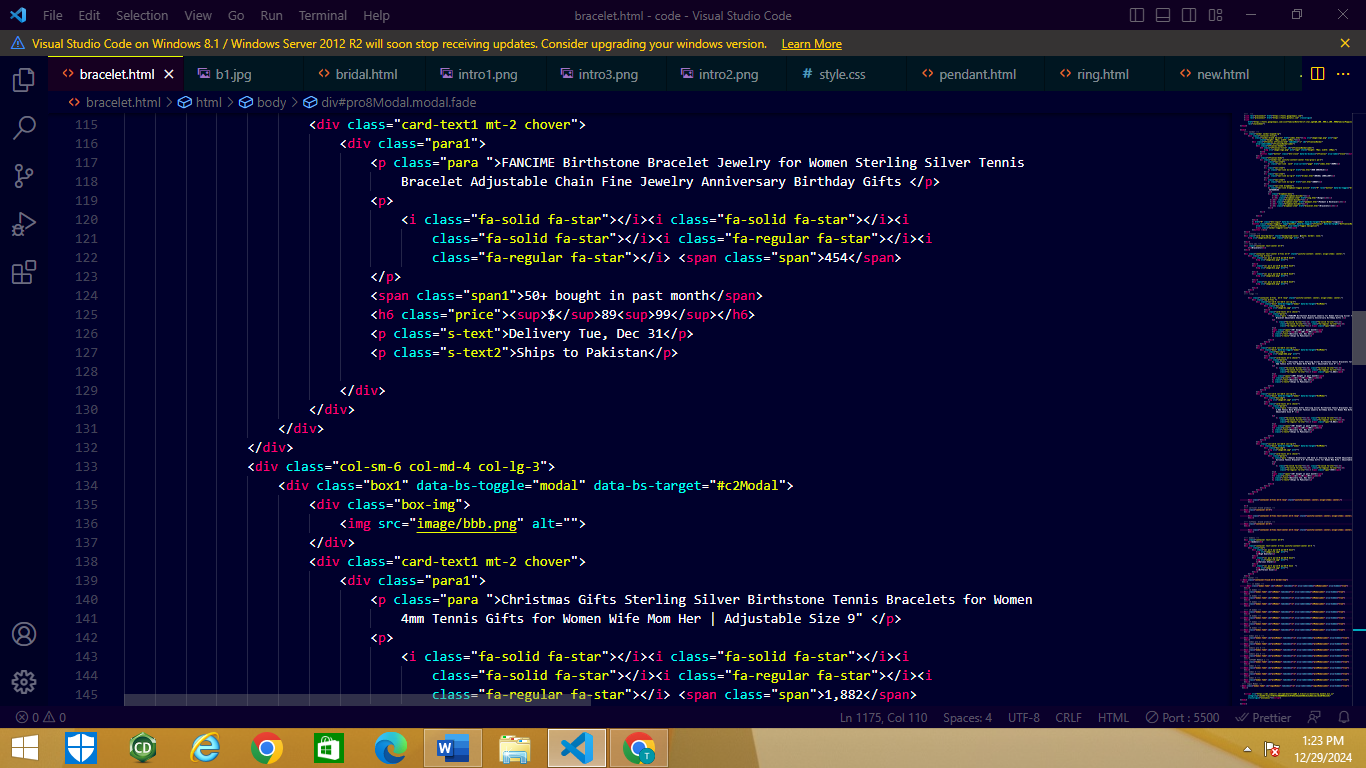 File Edit Selection View Go Run Terminal Help bracelet.html - code - Visual Studio Code
Visual Studio Code on Windows 8.1 / Windows Server 2012 R2 will soon stop receiving updates. Consider upgrading your windows version. Learn More
bracelet.html b1.jpg bridal.html intro1.png intro3.png intro2.png # style.css pendant.html ring.html new.html
bracelet.html > html > body > div#pro8Modal.modal.fade
115 <div class="card-text1 mt-2 chover">
116 <div class="para1">
117 <p class="para ">FANCIME Birthstone Bracelet Jewelry for Women Sterling Silver Tennis
118 Bracelet Adjustable Chain Fine Jewelry Anniversary Birthday Gifts </p>
119 <p>
120 <i class="fa-solid fa-star"></i><i class="fa-solid fa-star"></i><i
121 class="fa-solid fa-star"></i><i class="fa-regular fa-star"></i><i
122 class="fa-regular fa-star"></i> <span class="span">454</span>
123 </p>
124 <span class="span1">50+ bought in past month</span>
125 <h6 class="price"><sup>$</sup>89<sup>99</sup></h6>
126 <p class="s-text">Delivery Tue, Dec 31</p>
127 <p class="s-text2">Ships to Pakistan</p>
128
129 </div>
130 </div>
131 </div>
132 </div>
133 <div class="col-sm-6 col-md-4 col-lg-3">
134 <div class="box1" data-bs-toggle="modal" data-bs-target="#c2Modal">
135 <div class="box-img">
136 <img src="image/bbb.png" alt="">
137 </div>
138 <div class="card-text1 mt-2 chover">
139 <div class="para1">
140 <p class="para ">Christmas Gifts Sterling Silver Birthstone Tennis Bracelets for Women
141 4mm Tennis Gifts for Women Wife Mom Her | Adjustable Size 9" </p>
142 <p>
143 <i class="fa-solid fa-star"></i><i class="fa-solid fa-star"></i><i
144 class="fa-solid fa-star"></i><i class="fa-regular fa-star"></i><i
145 class="fa-regular fa-star"></i> <span class="span">1,882</span>
0 0 Ln 1175, Col 110 Spaces: 4 UTF-8 CRLF HTML Port : 5500 Prettier
CD W T
1:23 PM
12/29/2024